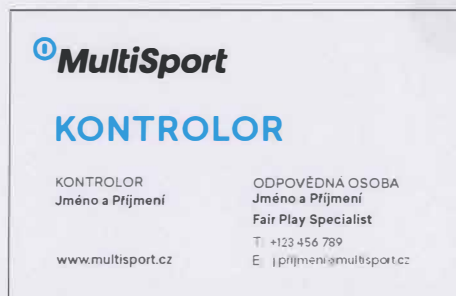 MultiSport
KONTROLOR
KONTROLOR
Jméno a Příjmení
www.multisport.cz
ODPOVĚDNÁ OSOBA
Jméno a Příjmení
Fair Play Specialist
T: +123 456 789
E: j.příjmení@multisport.cz